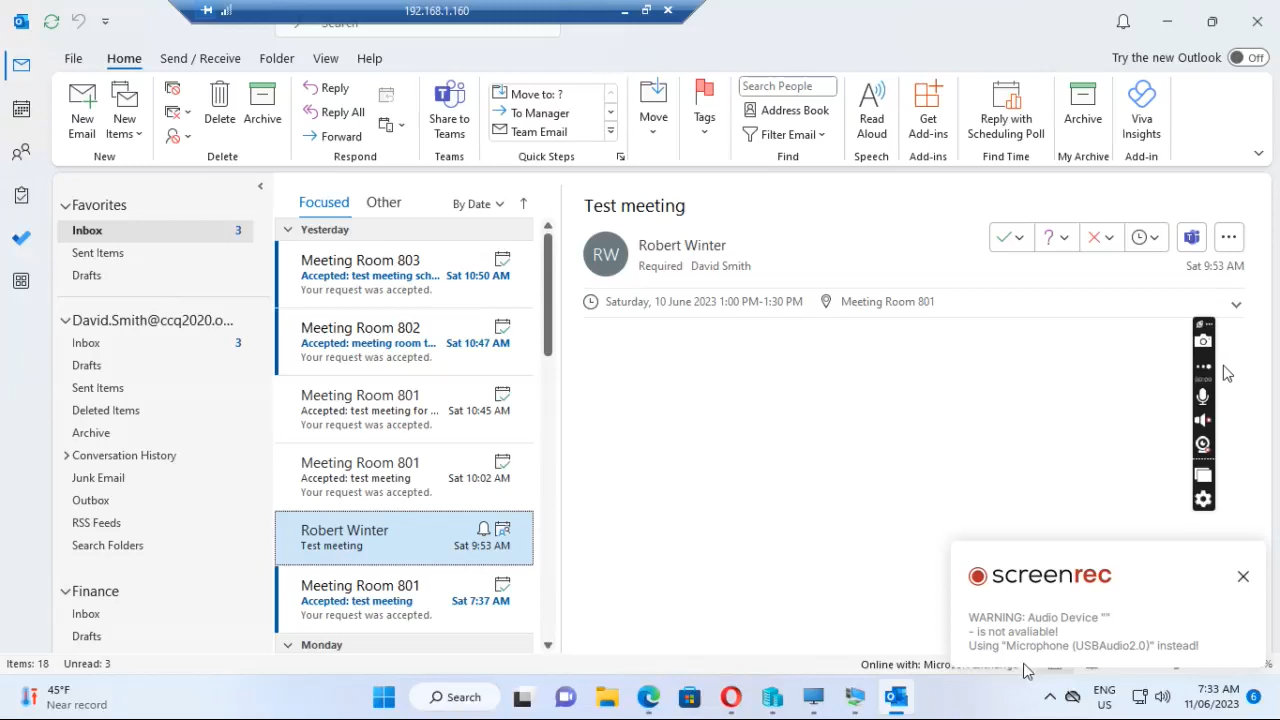 192.168.1.160
Search
File Home Send / Receive Folder View Help
Try the new Outlook Off
New Email
New Items
New
Delete
Archive
Delete
Reply
Reply All
Forward
Respond
Share to Teams
Teams
Move to: ?
To Manager
Team Email
Quick Steps
Move
Tags
Search People
Address Book
Filter Email
Find
Read Aloud
Speech
Get Add-ins
Add-ins
Reply with Scheduling Poll
Find Time
Archive
My Archive
Viva Insights
Add-in
Favorites
Inbox 3
Sent Items
Drafts
David.Smith@ccq2020.o...
Inbox 3
Drafts
Sent Items
Deleted Items
Archive
Conversation History
Junk Email
Outbox
RSS Feeds
Search Folders
Finance
Inbox
Drafts
Focused Other By Date
Yesterday
Meeting Room 803
Accepted: test meeting sch... Sat 10:50 AM
Your request was accepted.
Meeting Room 802
Accepted: meeting room t... Sat 10:47 AM
Your request was accepted.
Meeting Room 801
Accepted: test meeting for ... Sat 10:45 AM
Your request was accepted.
Meeting Room 801
Accepted: test meeting Sat 10:02 AM
Your request was accepted.
Robert Winter
Test meeting Sat 9:53 AM
Meeting Room 801
Accepted: test meeting Sat 7:37 AM
Your request was accepted.
Monday
Test meeting
RW
Robert Winter
Required David Smith
Sat 9:53 AM
Saturday, 10 June 2023 1:00 PM-1:30 PM Meeting Room 801
00:00
screenrec
WARNING: Audio Device ""
- is not avaliable!
Using "Microphone (USBAudio2.0)" instead!
Items: 18 Unread: 3
Online with: %
45°F
Near record
Search
ENG
US
7:33 AM
11/06/2023
6